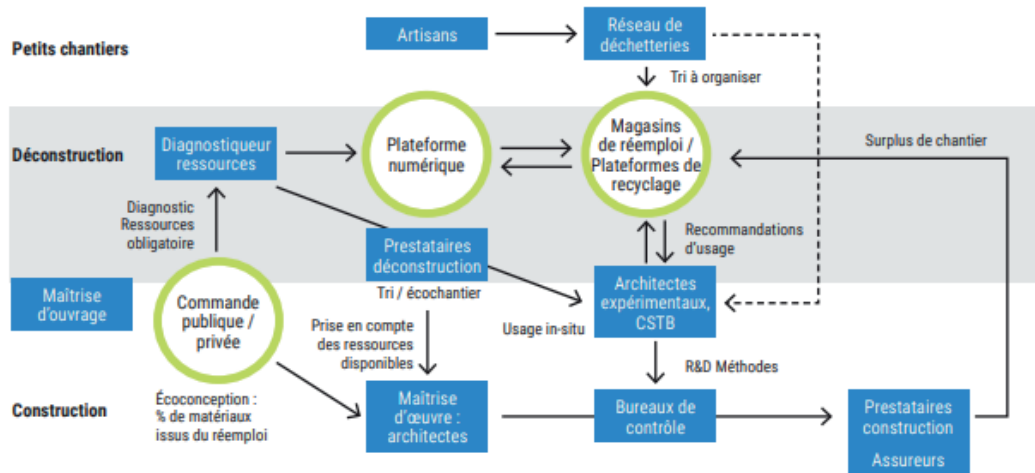 Petits chantiers
Artisans
Réseau de
déchetteries
Tri à organiser
Déconstruction
Diagnostiqueur
ressources
Plateforme
numérique
Magasins
de réemploi /
Plateformes de
recyclage
Surplus de chantier
Diagnostic
Ressources
obligatoire
Prestataires
déconstruction
Tri / écochantier
Recommandations
d'usage
Maîtrise
d'ouvrage
Commande
publique /
privée
Architectes
expérimentaux,
CSTB
Usage in-situ
Prise en compte
des ressources
disponibles
R&D Méthodes
Construction
Écoconception :
% de matériaux
issus du réemploi
Maîtrise
d'œuvre :
architectes
Bureaux de
contrôle
Prestataires
construction
Assureurs